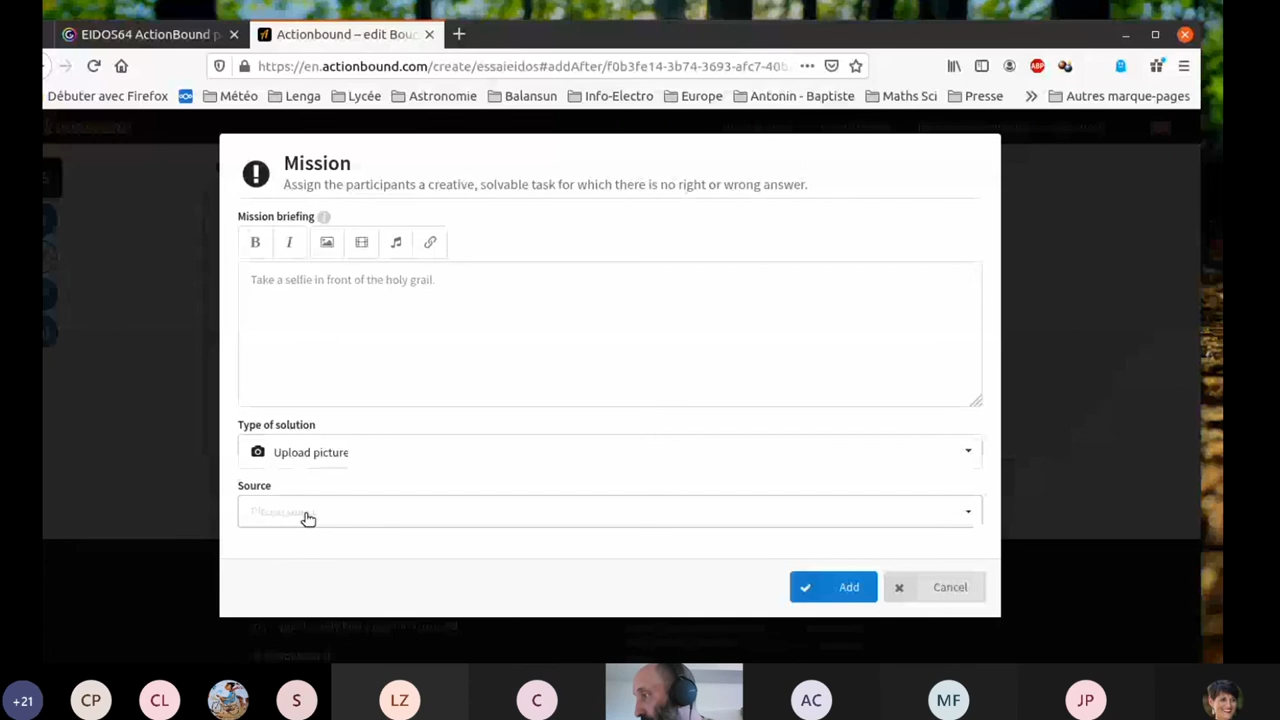 EIDOS64 ActionBound p
Actionbound – edit Bou
https://en.actionbound.com/create/essaieidos#addAfter/f0b3fe14-3b74-3693-afc7-40b
ABP
Débuter avec Firefox Météo Lenga Lycée Astronomie Balansun Info-Electro Europe Antonin - Baptiste Maths Sci Presse Autres marque-pages
Mission
Assign the participants a creative, solvable task for which there is no right or wrong answer.
Mission briefing
B I
Take a selfie in front of the holy grail.
Type of solution
Upload picture
Source
Add Cancel
+21 CP CL S LZ C AC MF JP